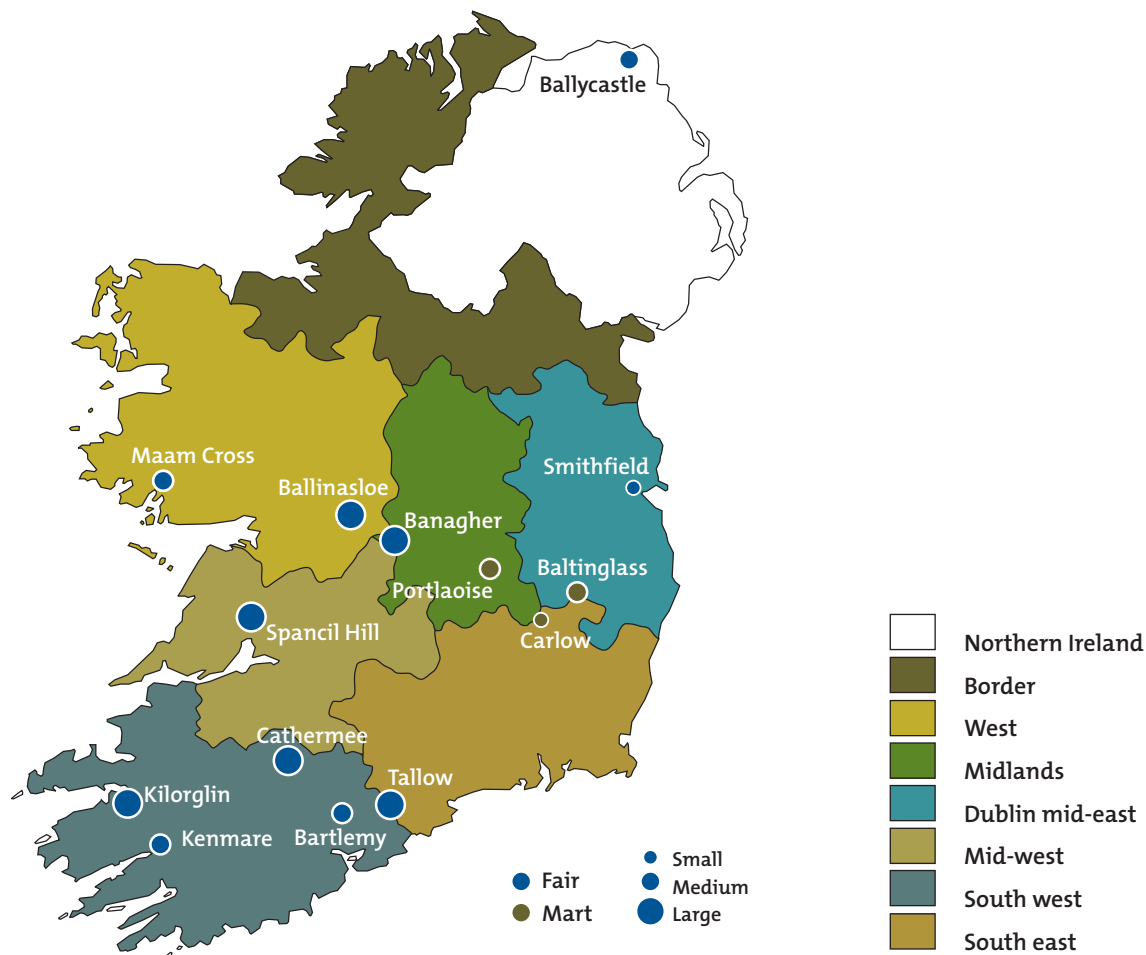 Ballycastle
Maam Cross
Smithfield
Ballinasloe
Banagher
Baltinglass
Portlaoise
Spancil Hill
Carlow
Cathermee
Tallow
Kilorglin
Kenmare
Bartlemy
Fair
Mart
Small
Medium
Large
Northern Ireland
Border
West
Midlands
Dublin mid-east
Mid-west
South west
South east